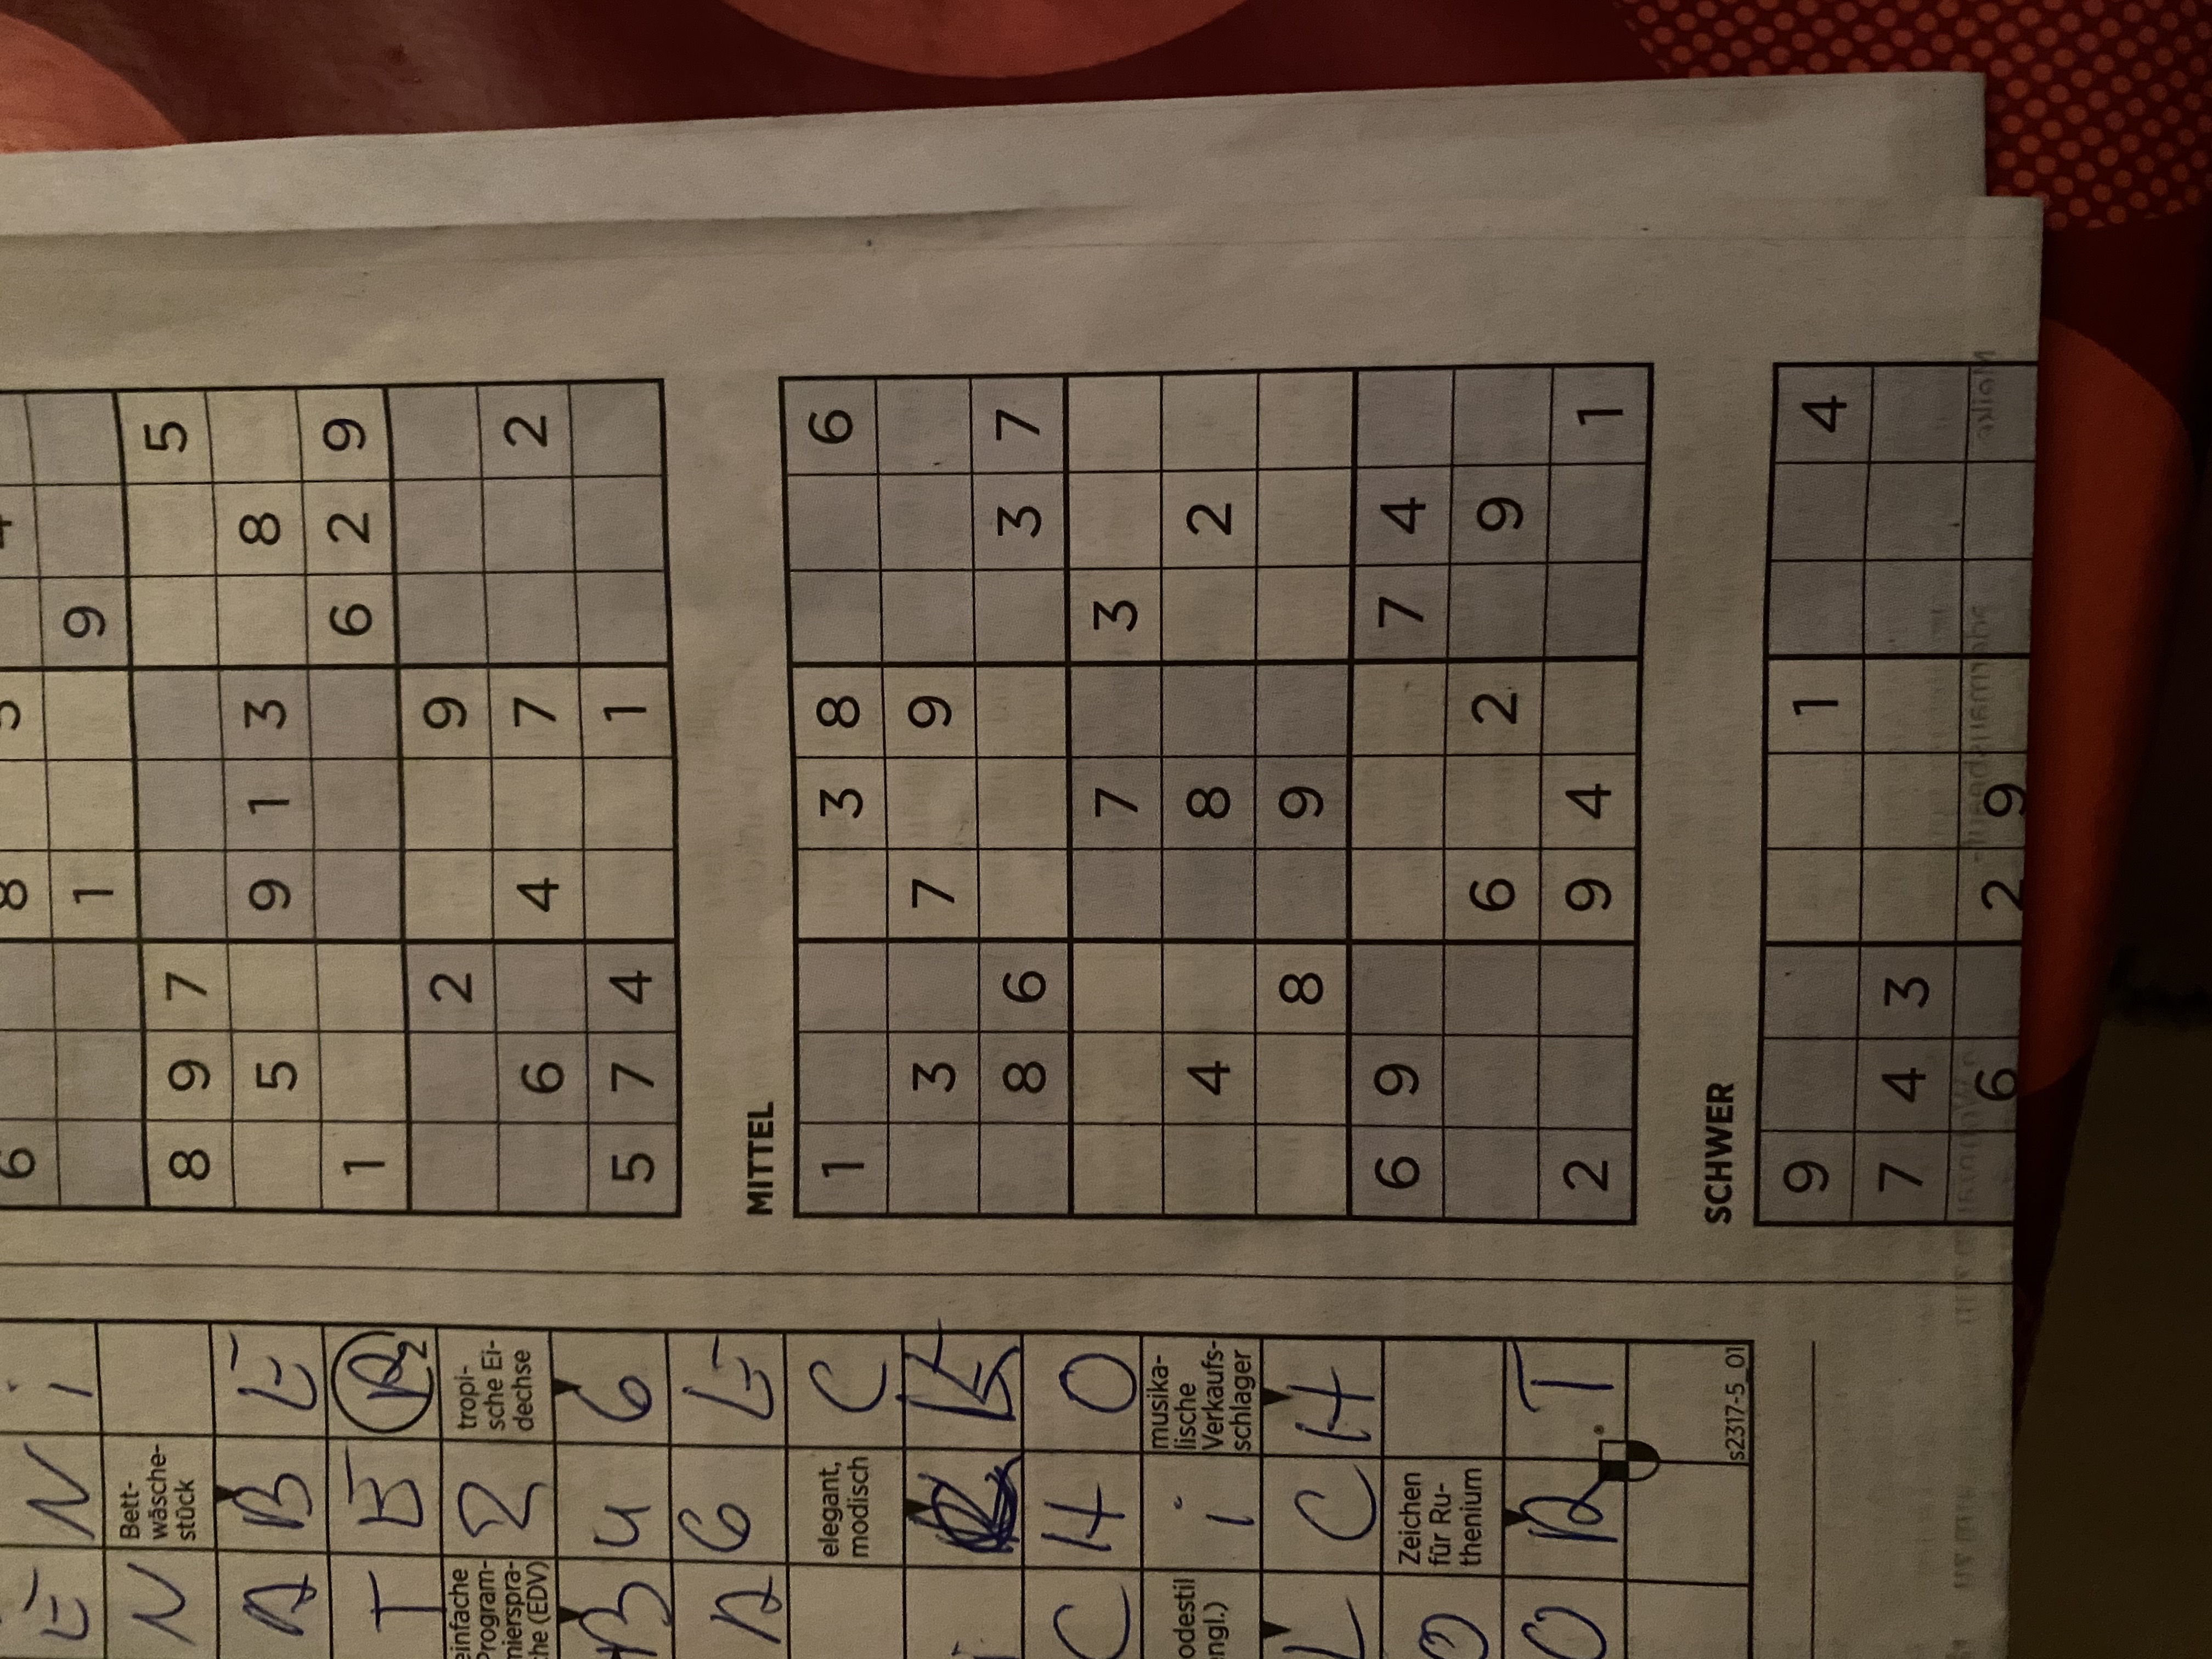 E N i
N Bett-
wäsche-
stück
A B E
T E R2
einfache
Program-
mierspra-
che (EDV)
2
tropi-
sche Ei-
dechse
B u G
A G E
elegant,
modisch
C
i E
C H O
odestil
engl.)
i
musika-
lische
Verkaufs-
schlager
L C H
O
Zeichen
für Ru-
thenium
O R T
s2317-5_01
6 8 5 4
1 9
8 9 7 5
5 9 1 3 8
1 6 2 9
2 9
6 4 7 2
5 7 4 1
MITTEL
1 3 8 6
3 7 9
8 6 3 7
7 3
4 8 2
8 9
6 9 7 4
6 2 9
2 9 4 1
SCHWER
9 1 4
7 4 3
6 2 9